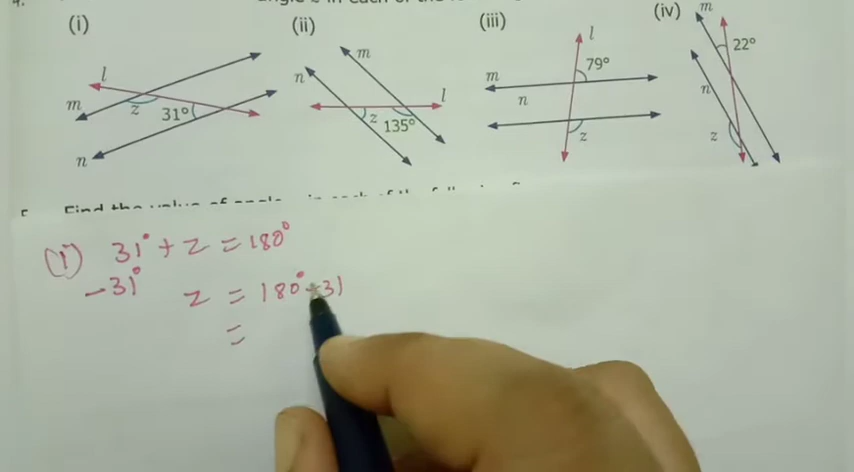 (i) (ii) (iii) (iv)
l
m
z 31°
n
m
n
l
z
135°
l
79°
m
n
z
m
22°
n
z
(i) 31° + z = 180°
-31° z = 180° - 31
=